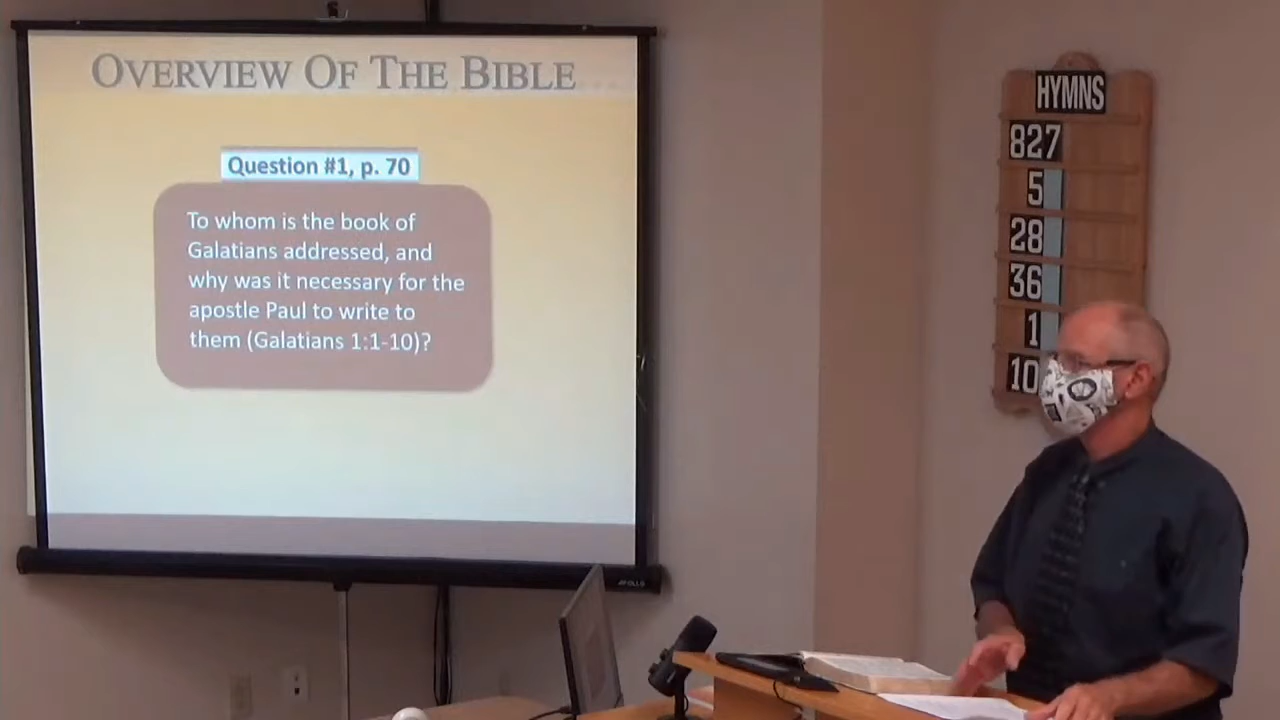 OVERVIEW OF THE BIBLE
Question #1, p. 70
To whom is the book of
Galatians addressed, and
why was it necessary for the
apostle Paul to write to
them (Galatians 1:1-10)?
APOLLO
HYMNS
827
5
28
36
1
10